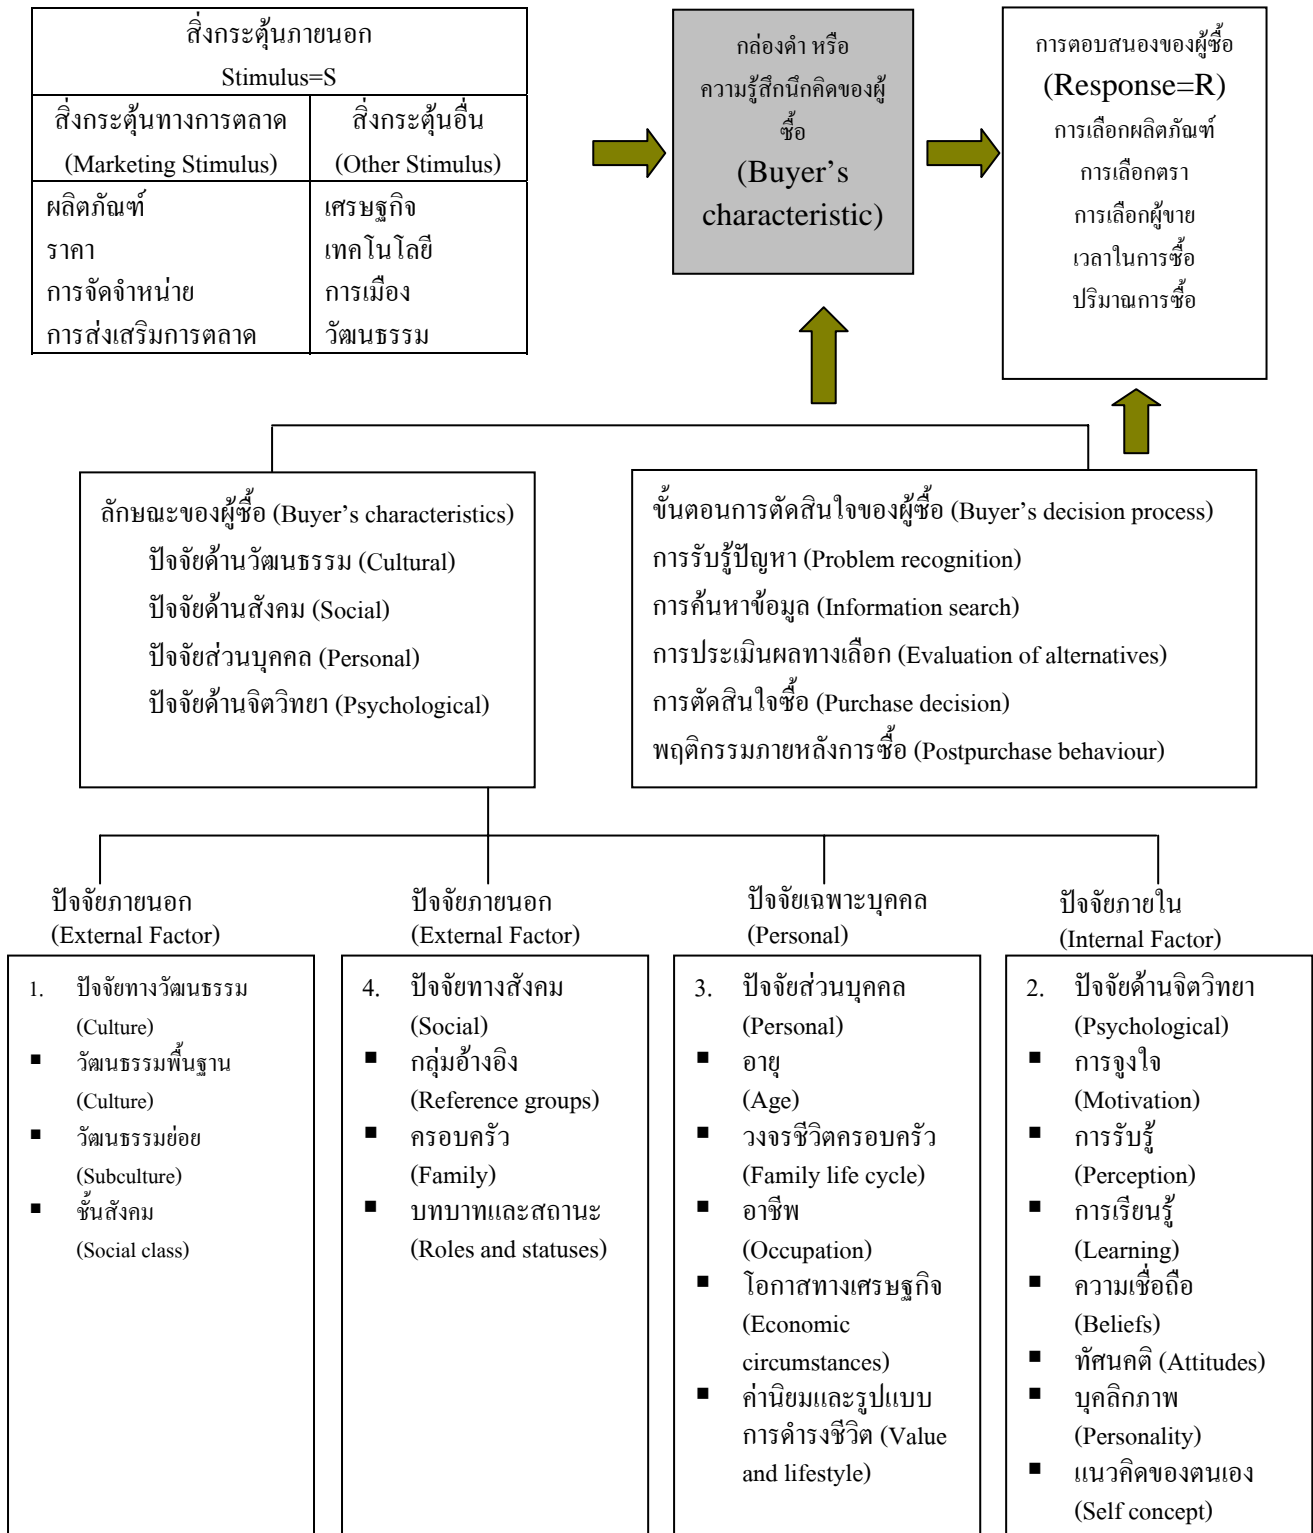 สิ่งกระตุ้นภายนอก
Stimulus=S
สิ่งกระตุ้นทางการตลาด
(Marketing Stimulus)
สิ่งกระตุ้นอื่น
(Other Stimulus)
ผลิตภัณฑ์
ราคา
การจัดจำหน่าย
การส่งเสริมการตลาด
เศรษฐกิจ
เทคโนโลยี
การเมือง
วัฒนธรรม
กล่องดำ หรือ
ความรู้สึกนึกคิดของผู้
ซื้อ
(Buyer’s
characteristic)
การตอบสนองของผู้ซื้อ
(Response=R)
การเลือกผลิตภัณฑ์
การเลือกตรา
การเลือกผู้ขาย
เวลาในการซื้อ
ปริมาณการซื้อ
ลักษณะของผู้ซื้อ (Buyer’s characteristics)
ปัจจัยด้านวัฒนธรรม (Cultural)
ปัจจัยด้านสังคม (Social)
ปัจจัยส่วนบุคคล (Personal)
ปัจจัยด้านจิตวิทยา (Psychological)
ขั้นตอนการตัดสินใจของผู้ซื้อ (Buyer’s decision process)
การรับรู้ปัญหา (Problem recognition)
การค้นหาข้อมูล (Information search)
การประเมินผลทางเลือก (Evaluation of alternatives)
การตัดสินใจซื้อ (Purchase decision)
พฤติกรรมภายหลังการซื้อ (Postpurchase behaviour)
ปัจจัยภายนอก
(External Factor)
1. ปัจจัยทางวัฒนธรรม
(Culture)
■ วัฒนธรรมพื้นฐาน
(Culture)
■ วัฒนธรรมย่อย
(Subculture)
■ ชั้นสังคม
(Social class)
ปัจจัยภายนอก
(External Factor)
4. ปัจจัยทางสังคม
(Social)
■ กลุ่มอ้างอิง
(Reference groups)
■ ครอบครัว
(Family)
■ บทบาทและสถานะ
(Roles and statuses)
ปัจจัยเฉพาะบุคคล
(Personal)
3. ปัจจัยส่วนบุคคล
(Personal)
■ อายุ
(Age)
■ วงจรชีวิตครอบครัว
(Family life cycle)
■ อาชีพ
(Occupation)
■ โอกาสทางเศรษฐกิจ
(Economic
circumstances)
■ ค่านิยมและรูปแบบ
การดำรงชีวิต (Value
and lifestyle)
ปัจจัยภายใน
(Internal Factor)
2. ปัจจัยด้านจิตวิทยา
(Psychological)
■ การจูงใจ
(Motivation)
■ การรับรู้
(Perception)
■ การเรียนรู้
(Learning)
■ ความเชื่อถือ
(Beliefs)
■ ทัศนคติ (Attitudes)
■ บุคลิกภาพ
(Personality)
■ แนวคิดของตนเอง
(Self concept)